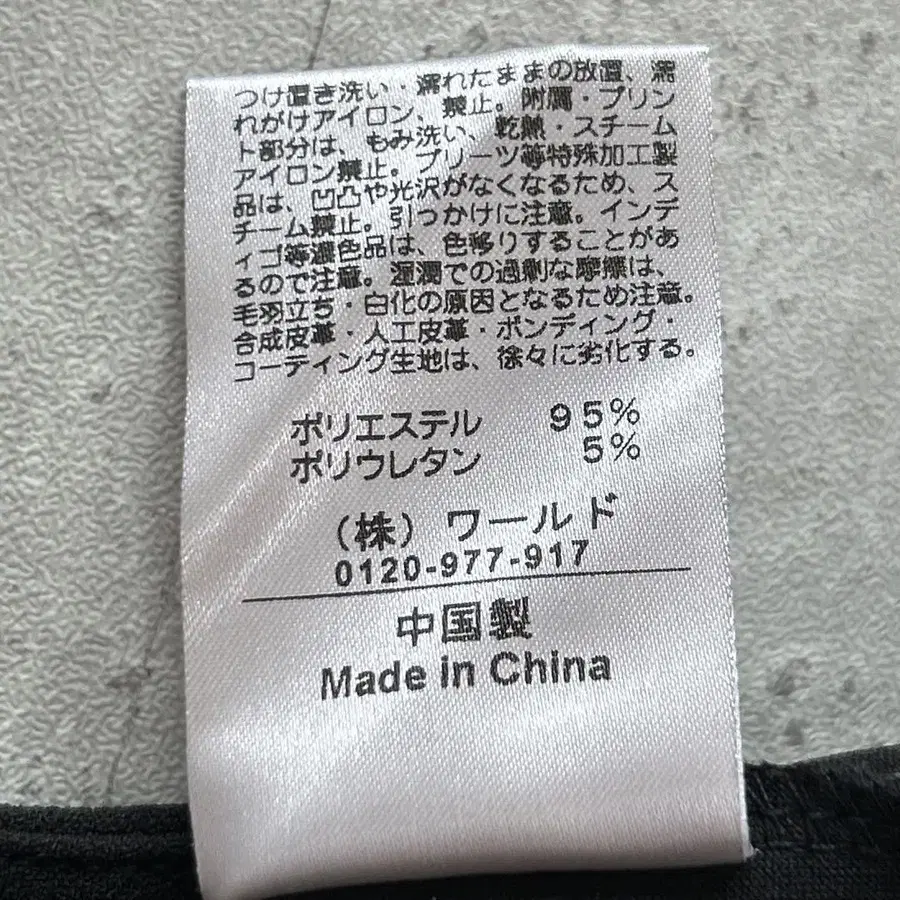 つけ置き洗い・濡れたままの放置、濡
れがけアイロン、禁止。附属・プリン
ト部分は、もみ洗い、乾熱・スチーム
アイロン禁止。プリーツ等特殊加工製
品は、凹凸や光沢がなくなるため、ス
チーム禁止。引っかけに注意。インデ
ィゴ等濃色品は、色移りすることがあ
るので注意。湿潤での過剰な摩擦は、
毛羽立ち・白化の原因となるため注意。
合成皮革・人工皮革・ボンディング・
コーティング生地は、徐々に劣化する。
ポリエステル 95%
ポリウレタン 5%
(株) ワールド
0120-977-917
中国製
Made in China